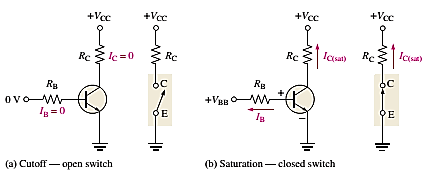 +VCC +VCC
RC IC = 0 RC
RB
0 V
IB = 0
C
E
(a) Cutoff — open switch
+VCC +VCC
RC IC(sat) RC IC(sat)
RB
+VBB
+
–
IB
C
E
(b) Saturation — closed switch